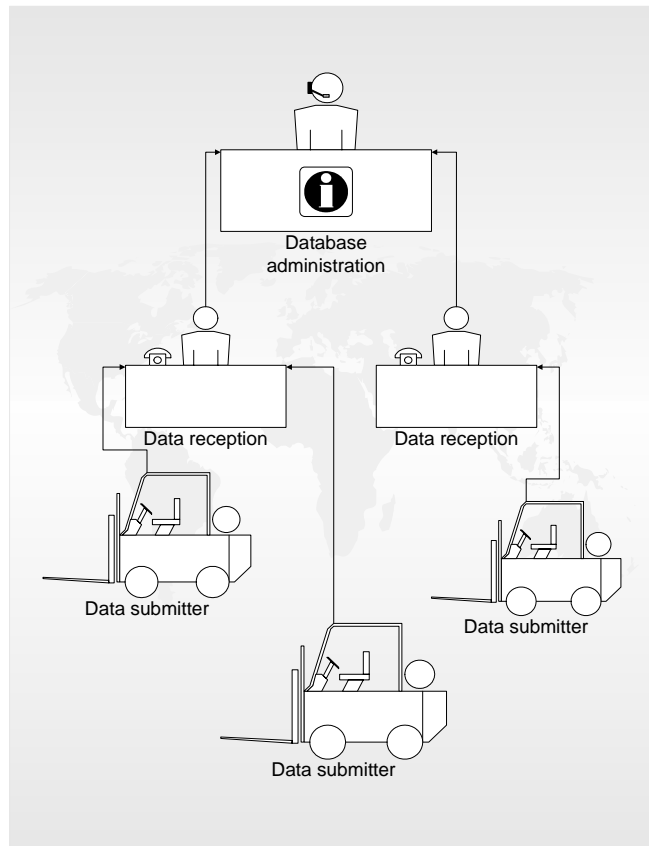 Database
administration
Data reception
Data reception
Data submitter
Data submitter
Data submitter